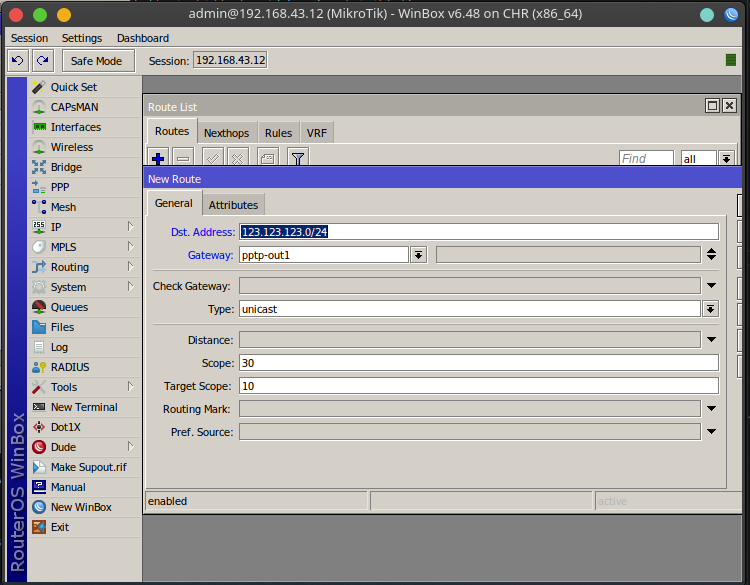 admin@192.168.43.12 (MikroTik) - WinBox v6.48 on CHR (x86_64)
Session Settings Dashboard
Safe Mode Session: 192.168.43.12
Quick Set
CAPsMAN
Interfaces
Wireless
Bridge
PPP
Mesh
IP
MPLS
Routing
System
Queues
Files
Log
RADIUS
Tools
New Terminal
Dot1X
Dude
Make Supout.rif
Manual
New WinBox
Exit
RouterOS WinBox
Route List
Routes Nexthops Rules VRF
Find all
New Route
General Attributes
Dst. Address: 123.123.123.0/24
Gateway: pptp-out1
Check Gateway:
Type: unicast
Distance:
Scope: 30
Target Scope: 10
Routing Mark:
Pref. Source:
enabled active